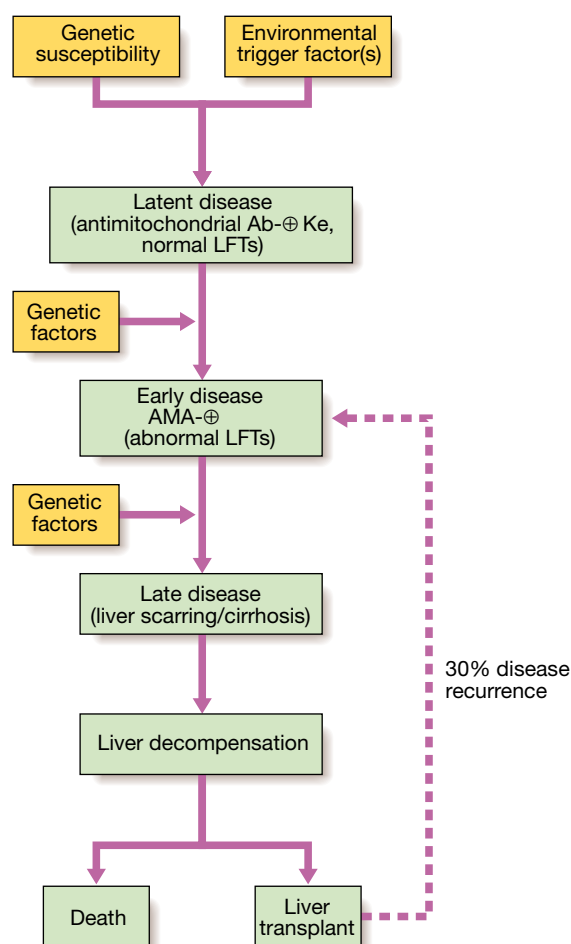 Genetic
susceptibility
Environmental
trigger factor(s)
Latent disease
(antimitochondrial Ab-⊕ Ke,
normal LFTs)
Genetic
factors
Early disease
AMA-⊕
(abnormal LFTs)
Genetic
factors
Late disease
(liver scarring/cirrhosis)
30% disease
recurrence
Liver decompensation
Death
Liver
transplant